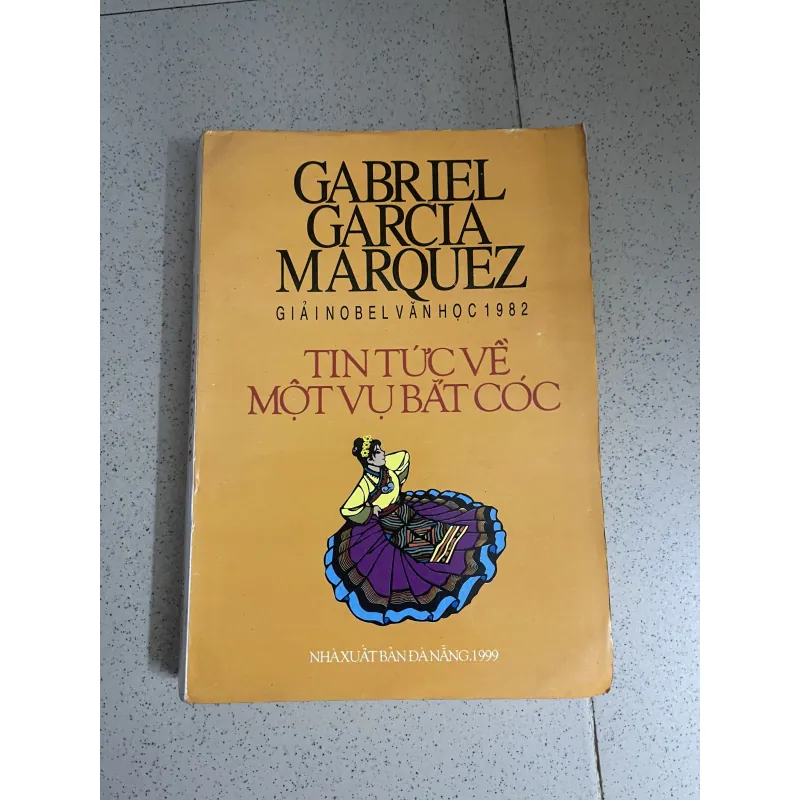 GABRIEL
GARCIA
MARQUEZ
GIẢI NOBEL VĂN HỌC 1982
TIN TỨC VỀ
MỘT VỤ BẮT CÓC
NHÀ XUẤT BẢN ĐÀ NẴNG.1999